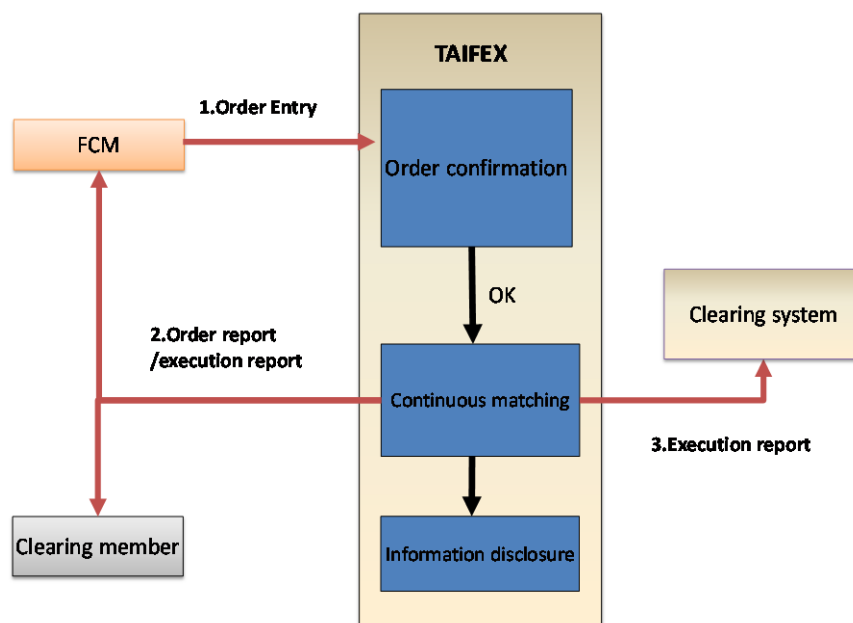 TAIFEX
1.Order Entry
FCM
Order confirmation
OK
Clearing system
2.Order report
/execution report
Continuous matching
3.Execution report
Clearing member
Information disclosure